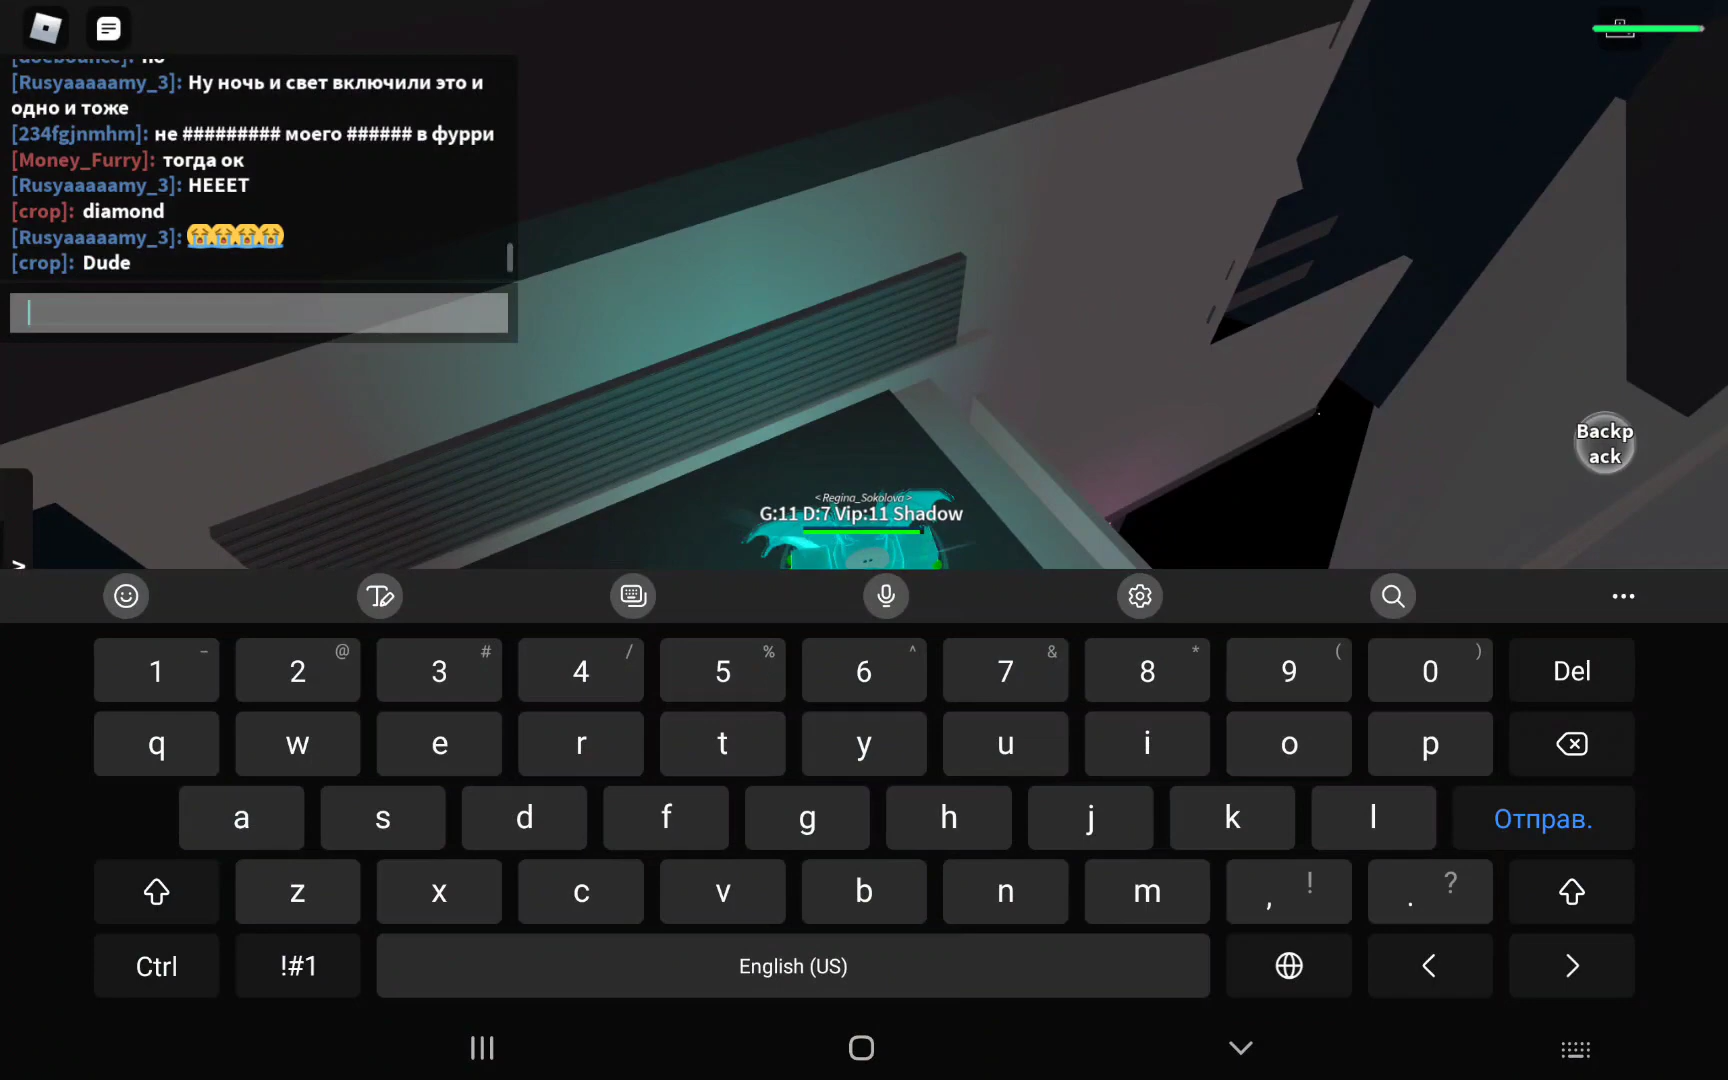 [Rusyaaaaamy_3]: Ну ночь и свет включили это и
одно и тоже
[234fgjnmhm]: не ######### моего ###### в фурри
[Money_Furry]: тогда ок
[Rusyaaaaamy_3]: НЕЕЕТ
[crop]: diamond
[Rusyaaaaamy_3]: 😭😭😭😭
[crop]: Dude
Backp
ack
<Regina_Sokolova>
G:11 D:7 Vip:11 Shadow
>
1 - 2 @ 3 # 4 / 5 % 6 ^ 7 & 8 * 9 ( 0 ) Del
q w e r t y u i o p
a s d f g h j k l Отправ.
z x c v b n m , ! . ?
Ctrl !#1 English (US) < >